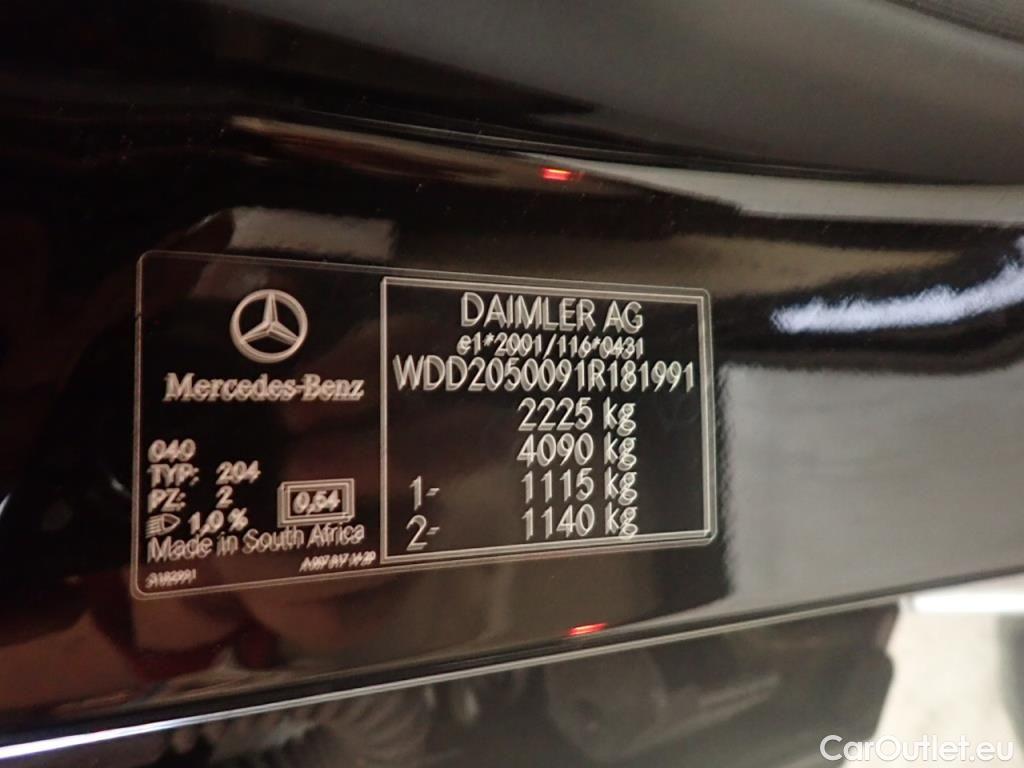 Mercedes-Benz
040
TYP: 204
PZ: 2
0,54
1,0 %
Made in South Africa
DAIMLER AG
e1*2001/116*0431
WDD2050091R181991
2225 kg
4090 kg
1- 1115 kg
2- 1140 kg
CarOutlet.eu